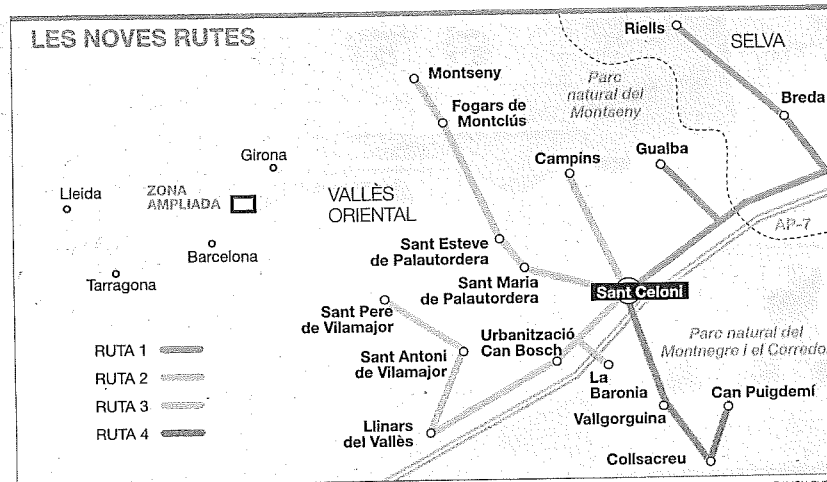 LES NOVES RUTES
Riells
SELVA
Montseny
Parc
natural del
Montseny
Breda
Fogars de
Montclús
Girona
Campins
Gualba
Lleida
ZONA
AMPLIADA
VALLÈS
ORIENTAL
AP-7
Barcelona
Sant Esteve
de Palautordera
Tarragona
Sant Maria
de Palautordera
Sant Celoni
Sant Pere
de Vilamajor
Urbanització
Can Bosch
Parc natural del
Montnegre i el Corredo
RUTA 1
RUTA 2
RUTA 3
RUTA 4
Sant Antoni
de Vilamajor
La
Baronia
Can Puigdemí
Vallgorguina
Llinars
del Vallès
Collsacreu